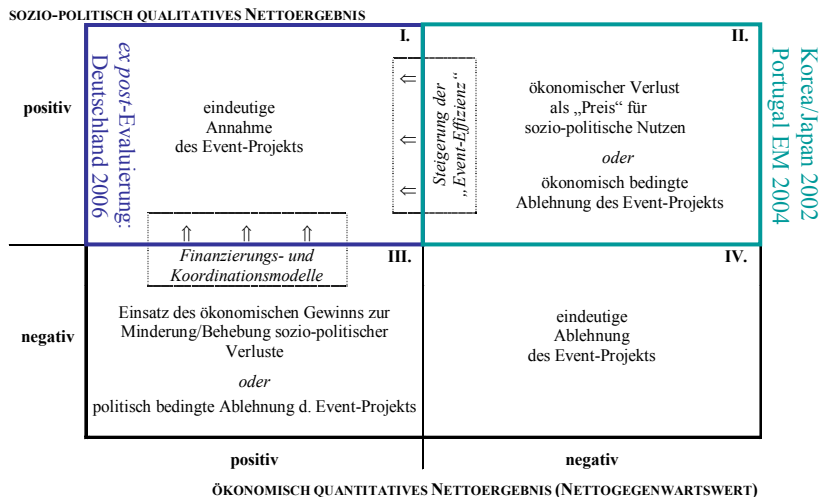 SOZIO-POLITISCH QUALITATIVES NETTOERGEBNIS
positiv
ex post-Evaluierung:
Deutschland 2006
I.
eindeutige
Annahme
des Event-Projekts
⇐
⇐
⇐
Steigerung der
„Event-Effizienz“
II.
ökonomischer Verlust
als „Preis“ für
sozio-politische Nutzen
oder
ökonomisch bedingte
Ablehnung des Event-Projekts
Korea/Japan 2002
Portugal EM 2004
⇑ ⇑ ⇑
Finanzierungs- und
Koordinationsmodelle
negativ
III.
Einsatz des ökonomischen Gewinns zur
Minderung/Behebung sozio-politischer
Verluste
oder
politisch bedingte Ablehnung d. Event-Projekts
IV.
eindeutige
Ablehnung
des Event-Projekts
positiv
negativ
ÖKONOMISCH QUANTITATIVES NETTOERGEBNIS (NETTOGEGENWARTSWERT)